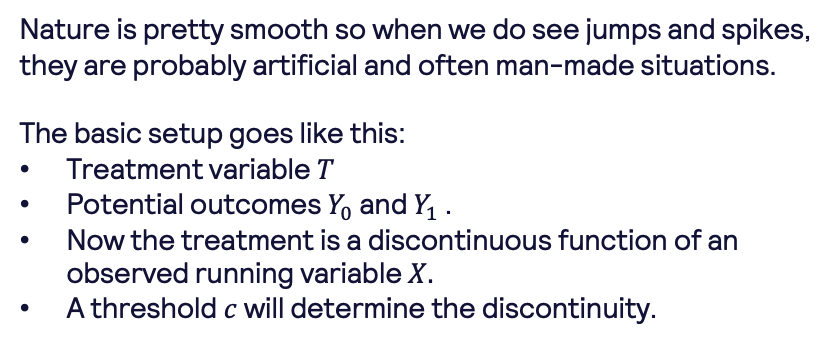 Nature is pretty smooth so when we do see jumps and spikes,
they are probably artificial and often man-made situations.
The basic setup goes like this:
• Treatment variable T
• Potential outcomes Y₀ and Y₁ .
• Now the treatment is a discontinuous function of an
observed running variable X.
• A threshold c will determine the discontinuity.